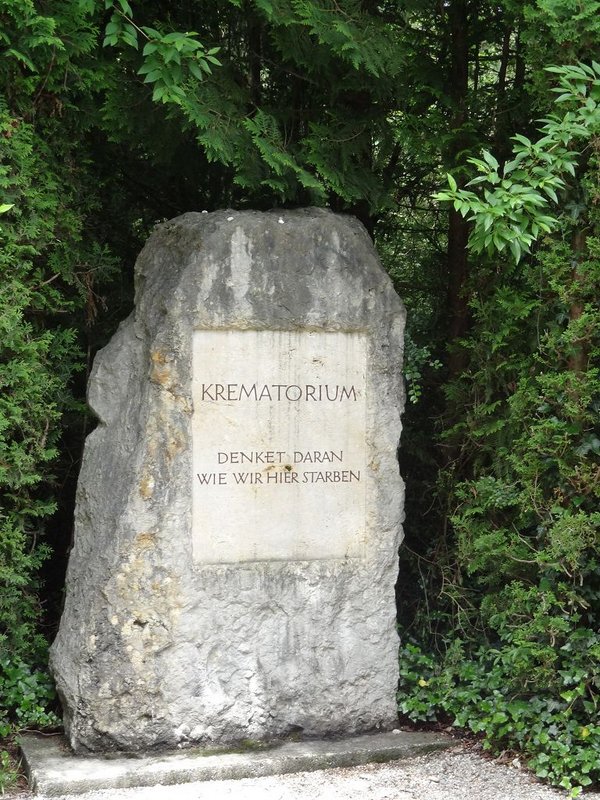 KREMATORIUM
DENKET DARAN
WIE WIR HIER STARBEN